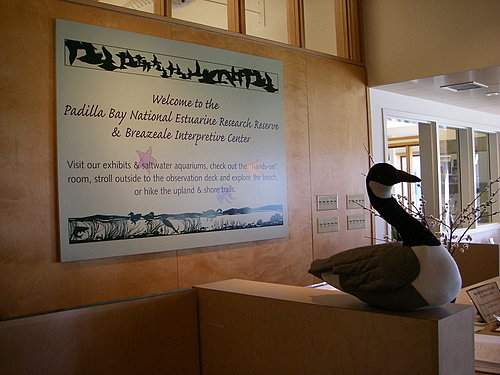 Welcome to the
Padilla Bay National Estuarine Research Reserve
& Breazeale Interpretive Center
Visit our exhibits & saltwater aquariums, check out the "hands-on"
room, stroll outside to the observation deck and explore the beach,
or hike the upland & shore trails.